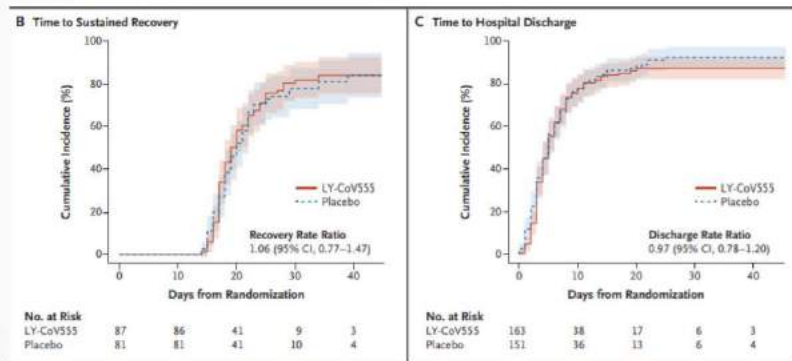 B Time to Sustained Recovery
100
80
60
40
20
0
Cumulative Incidence (%)
LY-CoV555
Placebo
Recovery Rate Ratio
1.06 (95% CI, 0.77–1.47)
0 10 20 30 40
Days from Randomization
No. at Risk
LY-CoV555 87 86 41 9 3
Placebo 81 81 41 10 4
C Time to Hospital Discharge
100
80
60
40
20
0
Cumulative Incidence (%)
LY-CoV555
Placebo
Discharge Rate Ratio
0.97 (95% CI, 0.78–1.20)
0 10 20 30 40
Days from Randomization
No. at Risk
LY-CoV555 163 38 17 6 3
Placebo 151 36 13 6 4